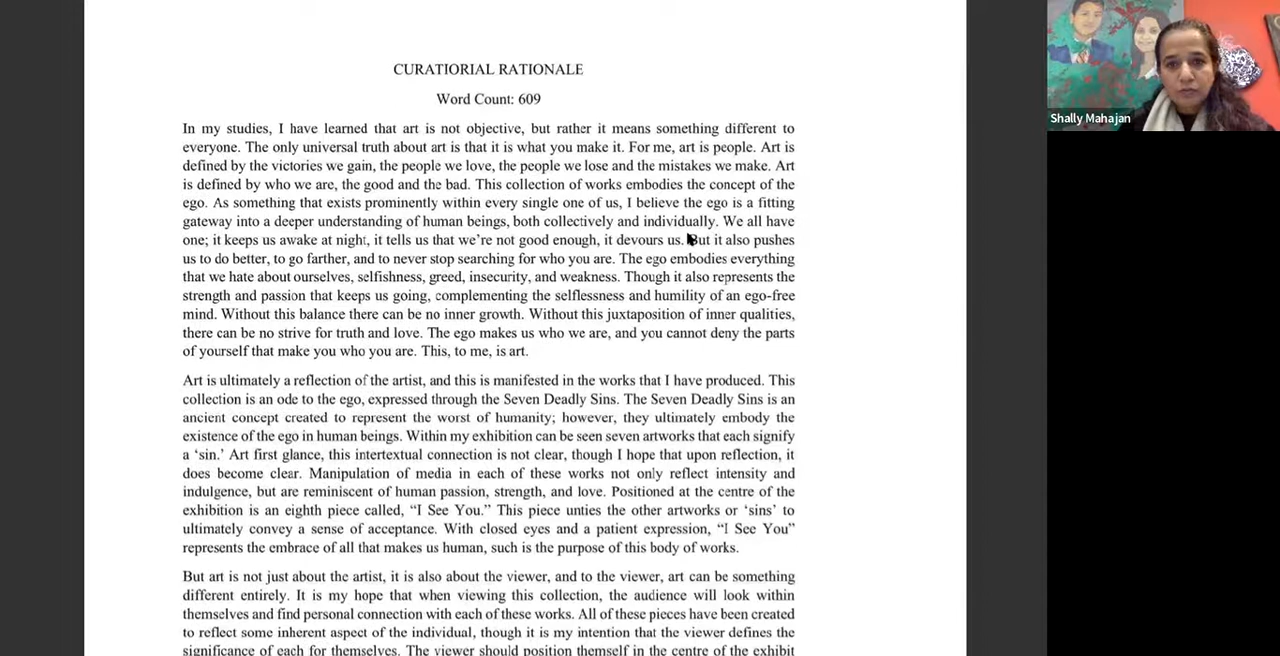 CURATIORIAL RATIONALE
Word Count: 609
In my studies, I have learned that art is not objective, but rather it means something different to
everyone. The only universal truth about art is that it is what you make it. For me, art is people. Art is
defined by the victories we gain, the people we love, the people we lose and the mistakes we make. Art
is defined by who we are, the good and the bad. This collection of works embodies the concept of the
ego. As something that exists prominently within every single one of us, I believe the ego is a fitting
gateway into a deeper understanding of human beings, both collectively and individually. We all have
one; it keeps us awake at night, it tells us that we're not good enough, it devours us. But it also pushes
us to do better, to go farther, and to never stop searching for who you are. The ego embodies everything
that we hate about ourselves, selfishness, greed, insecurity, and weakness. Though it also represents the
strength and passion that keeps us going, complementing the selflessness and humility of an ego-free
mind. Without this balance there can be no inner growth. Without this juxtaposition of inner qualities,
there can be no strive for truth and love. The ego makes us who we are, and you cannot deny the parts
of yourself that make you who you are. This, to me, is art.
Art is ultimately a reflection of the artist, and this is manifested in the works that I have produced. This
collection is an ode to the ego, expressed through the Seven Deadly Sins. The Seven Deadly Sins is an
ancient concept created to represent the worst of humanity; however, they ultimately embody the
existence of the ego in human beings. Within my exhibition can be seen seven artworks that each signify
a ‘sin.’ Art first glance, this intertextual connection is not clear, though I hope that upon reflection, it
does become clear. Manipulation of media in each of these works not only reflect intensity and
indulgence, but are reminiscent of human passion, strength, and love. Positioned at the centre of the
exhibition is an eighth piece called, “I See You.” This piece unties the other artworks or ‘sins’ to
ultimately convey a sense of acceptance. With closed eyes and a patient expression, “I See You”
represents the embrace of all that makes us human, such is the purpose of this body of works.
But art is not just about the artist, it is also about the viewer, and to the viewer, art can be something
different entirely. It is my hope that when viewing this collection, the audience will look within
themselves and find personal connection with each of these works. All of these pieces have been created
to reflect some inherent aspect of the individual, though it is my intention that the viewer defines the
significance of each for themselves. The viewer should position themself in the centre of the exhibit
Shally Mahajan